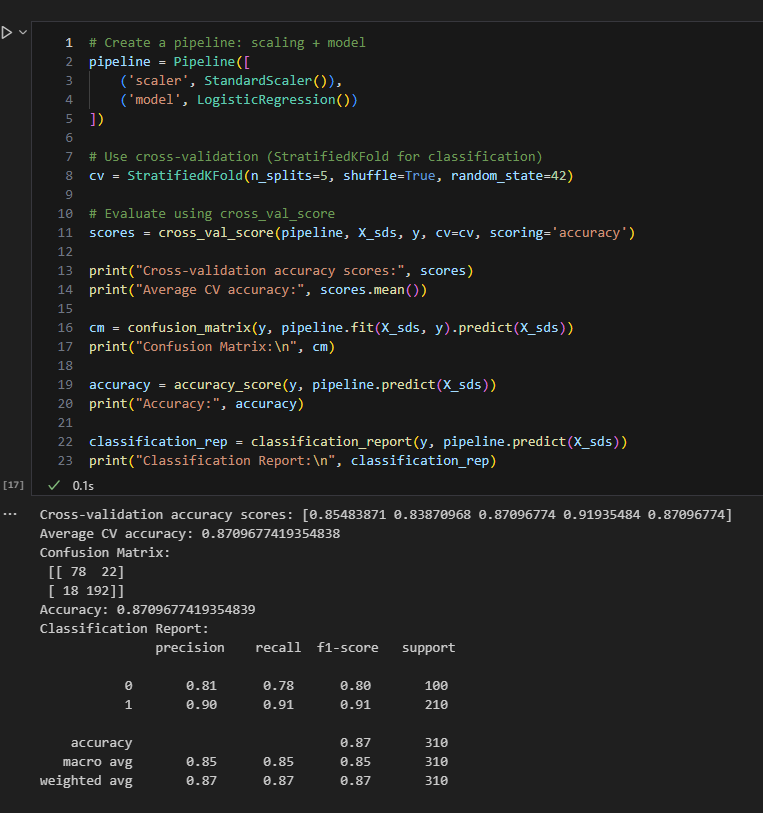 1 # Create a pipeline: scaling + model
2 pipeline = Pipeline([
3     ('scaler', StandardScaler()),
4     ('model', LogisticRegression())
5 ])
6
7 # Use cross-validation (StratifiedKFold for classification)
8 cv = StratifiedKFold(n_splits=5, shuffle=True, random_state=42)
9
10 # Evaluate using cross_val_score
11 scores = cross_val_score(pipeline, X_sds, y, cv=cv, scoring='accuracy')
12
13 print("Cross-validation accuracy scores:", scores)
14 print("Average CV accuracy:", scores.mean())
15
16 cm = confusion_matrix(y, pipeline.fit(X_sds, y).predict(X_sds))
17 print("Confusion Matrix:\n", cm)
18
19 accuracy = accuracy_score(y, pipeline.predict(X_sds))
20 print("Accuracy:", accuracy)
21
22 classification_rep = classification_report(y, pipeline.predict(X_sds))
23 print("Classification Report:\n", classification_rep)
[17] ✓ 0.1s
... Cross-validation accuracy scores: [0.85483871 0.83870968 0.87096774 0.91935484 0.87096774]
Average CV accuracy: 0.8709677419354838
Confusion Matrix:
 [[ 78  22]
 [ 18 192]]
Accuracy: 0.8709677419354839
Classification Report:
               precision    recall  f1-score   support

           0       0.81      0.78      0.80       100
           1       0.90      0.91      0.91       210

    accuracy                           0.87       310
   macro avg       0.85      0.85      0.85       310
weighted avg       0.87      0.87      0.87       310